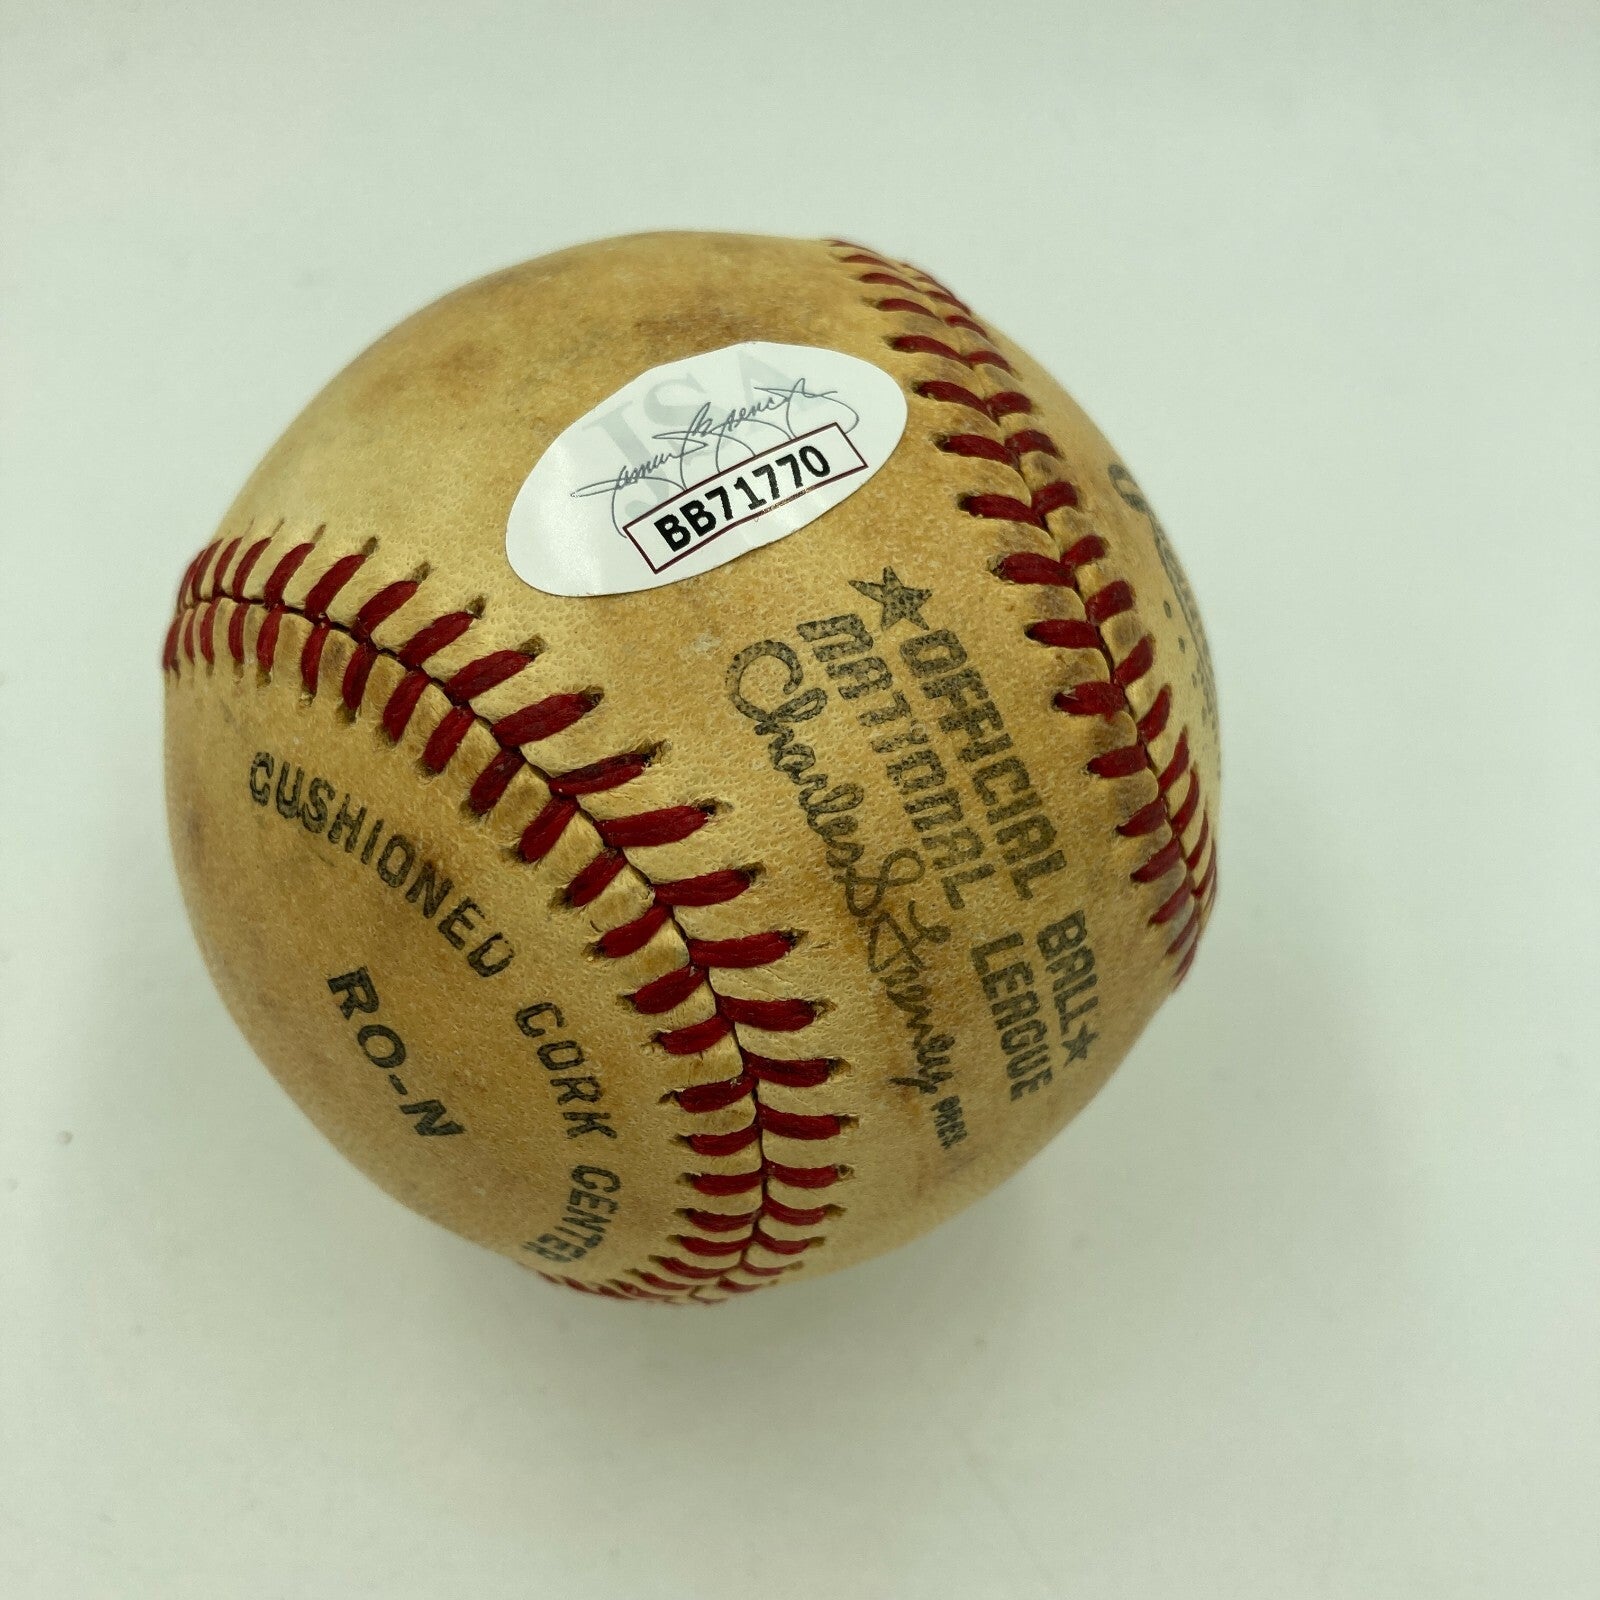 JSA
BB71770
★OFFICIAL BALL★
NATIONAL LEAGUE
Charles S. Feeney PRES.
CUSHIONED CORK CENTER
RO-N